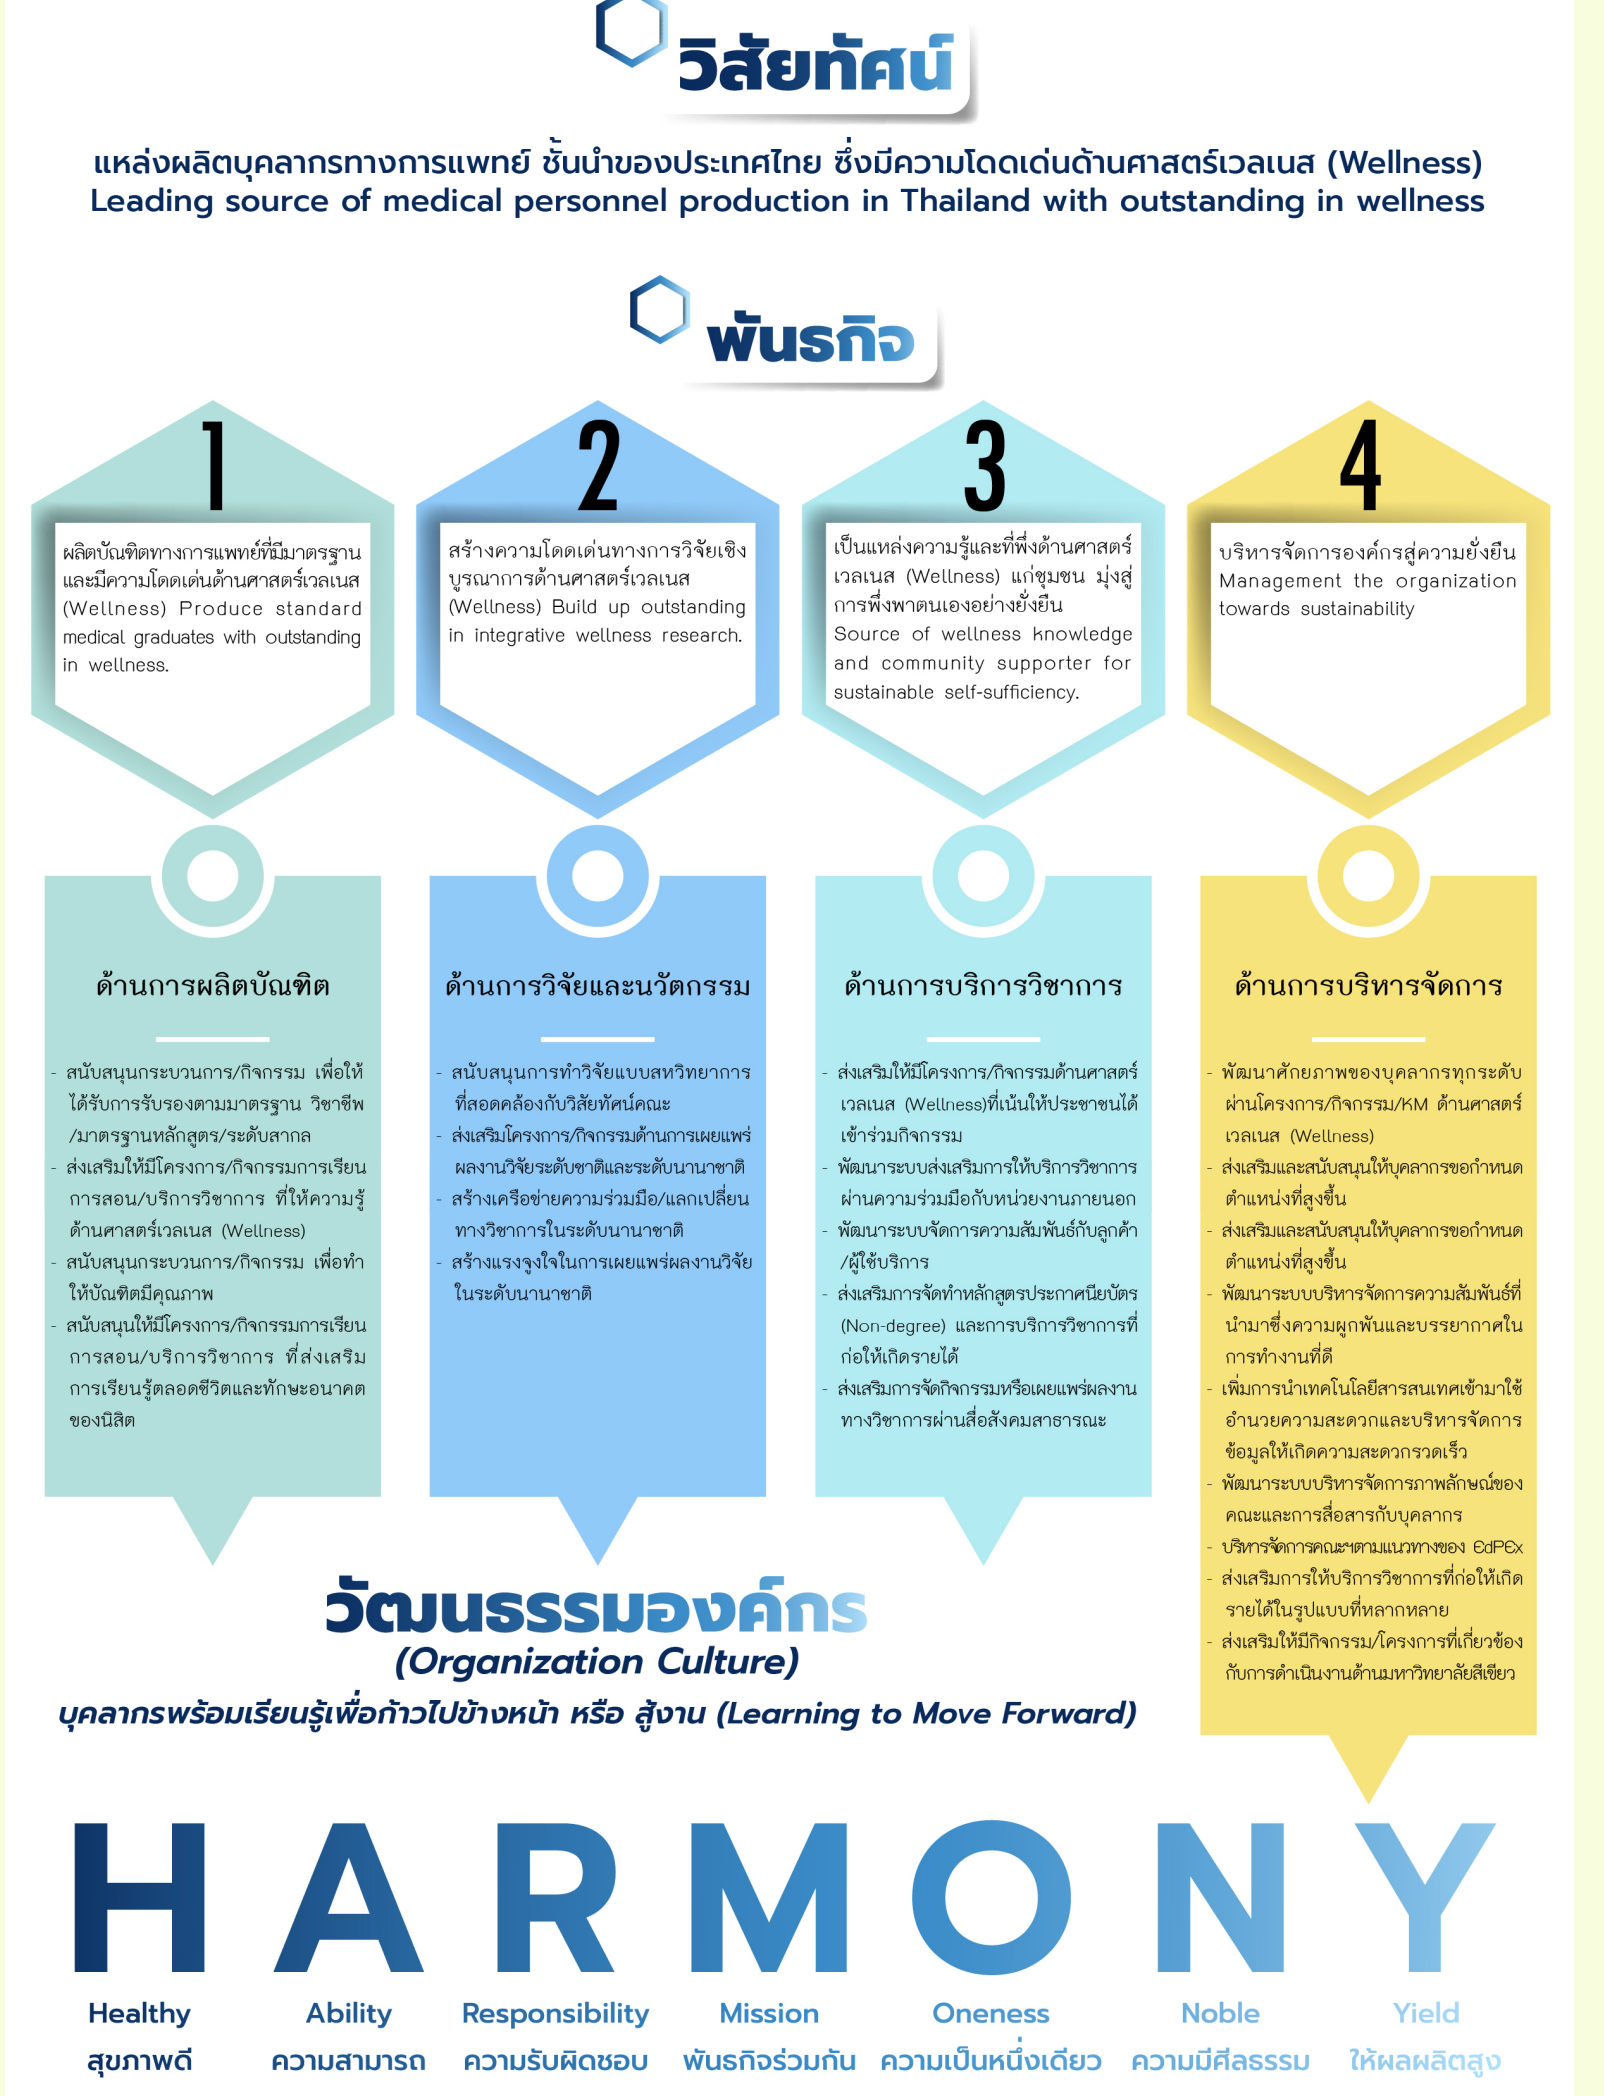 วิสัยทัศน์
แหล่งผลิตบุคลากรทางการแพทย์ ชั้นนำของประเทศไทย ซึ่งมีความโดดเด่นด้านศาสตร์เวลเนส (Wellness)
Leading source of medical personnel production in Thailand with outstanding in wellness
พันธกิจ
1
ผลิตบัณฑิตทางการแพทย์ที่มีมาตรฐาน
และมีความโดดเด่นด้านศาสตร์เวลเนส
(Wellness) Produce standard
medical graduates with outstanding
in wellness.
2
สร้างความโดดเด่นทางการวิจัยเชิง
บูรณาการด้านศาสตร์เวลเนส
(Wellness) Build up outstanding
in integrative wellness research.
3
เป็นแหล่งความรู้และที่พึ่งด้านศาสตร์
เวลเนส (Wellness) แก่ชุมชน มุ่งสู่
การพึ่งพาตนเองอย่างยั่งยืน
Source of wellness knowledge
and community supporter for
sustainable self-sufficiency.
4
บริหารจัดการองค์กรสู่ความยั่งยืน
Management the organization
towards sustainability
ด้านการผลิตบัณฑิต
- สนับสนุนกระบวนการ/กิจกรรม เพื่อให้
ได้รับการรับรองตามมาตรฐาน วิชาชีพ
/มาตรฐานหลักสูตร/ระดับสากล
- ส่งเสริมให้มีโครงการ/กิจกรรมการเรียน
การสอน/บริการวิชาการ ที่ให้ความรู้
ด้านศาสตร์เวลเนส (Wellness)
- สนับสนุนกระบวนการ/กิจกรรม เพื่อทำ
ให้บัณฑิตมีคุณภาพ
- สนับสนุนให้มีโครงการ/กิจกรรมการเรียน
การสอน/บริการวิชาการ ที่ส่งเสริม
การเรียนรู้ตลอดชีวิตและทักษะอนาคต
ของนิสิต
ด้านการวิจัยและนวัตกรรม
- สนับสนุนการทำวิจัยแบบสหวิทยาการ
ที่สอดคล้องกับวิสัยทัศน์คณะ
- ส่งเสริมโครงการ/กิจกรรมด้านการเผยแพร่
ผลงานวิจัยระดับชาติและระดับนานาชาติ
- สร้างเครือข่ายความร่วมมือ/แลกเปลี่ยน
ทางวิชาการในระดับนานาชาติ
- สร้างแรงจูงใจในการเผยแพร่ผลงานวิจัย
ในระดับนานาชาติ
ด้านการบริการวิชาการ
- ส่งเสริมให้มีโครงการ/กิจกรรมด้านศาสตร์
เวลเนส (Wellness)ที่เน้นให้ประชาชนได้
เข้าร่วมกิจกรรม
- พัฒนาระบบส่งเสริมการให้บริการวิชาการ
ผ่านความร่วมมือกับหน่วยงานภายนอก
- พัฒนาระบบจัดการความสัมพันธ์กับลูกค้า
/ผู้ใช้บริการ
- ส่งเสริมการจัดทำหลักสูตรประกาศนียบัตร
(Non-degree) และการบริการวิชาการที่
ก่อให้เกิดรายได้
- ส่งเสริมการจัดกิจกรรมหรือเผยแพร่ผลงาน
ทางวิชาการผ่านสื่อสังคมสาธารณะ
ด้านการบริหารจัดการ
- พัฒนาศักยภาพของบุคลากรทุกระดับ
ผ่านโครงการ/กิจกรรม/KM ด้านศาสตร์
เวลเนส (Wellness)
- ส่งเสริมและสนับสนุนให้บุคลากรขอกำหนด
ตำแหน่งที่สูงขึ้น
- ส่งเสริมและสนับสนุนให้บุคลากรขอกำหนด
ตำแหน่งที่สูงขึ้น
- พัฒนาระบบบริหารจัดการความสัมพันธ์ที่
นำมาซึ่งความผูกพันและบรรยากาศใน
การทำงานที่ดี
- เพิ่มการนำเทคโนโลยีสารสนเทศเข้ามาใช้
อำนวยความสะดวกและบริหารจัดการ
ข้อมูลให้เกิดความสะดวกรวดเร็ว
- พัฒนาระบบบริหารจัดการภาพลักษณ์ของ
คณะและการสื่อสารกับบุคลากร
- บริหารจัดการคณะฯตามแนวทางของ EdPEx
- ส่งเสริมการให้บริการวิชาการที่ก่อให้เกิด
รายได้ในรูปแบบที่หลากหลาย
- ส่งเสริมให้มีกิจกรรม/โครงการที่เกี่ยวข้อง
กับการดำเนินงานด้านมหาวิทยาลัยสีเขียว
วัฒนธรรมองค์กร
(Organization Culture)
บุคลากรพร้อมเรียนรู้เพื่อก้าวไปข้างหน้า หรือ สู้งาน (Learning to Move Forward)
H A R M O N Y
Healthy Ability Responsibility Mission Oneness Noble Yield
สุขภาพดี ความสามารถ ความรับผิดชอบ พันธกิจร่วมกัน ความเป็นหนึ่งเดียว ความมีศีลธรรม ให้ผลผลิตสูง